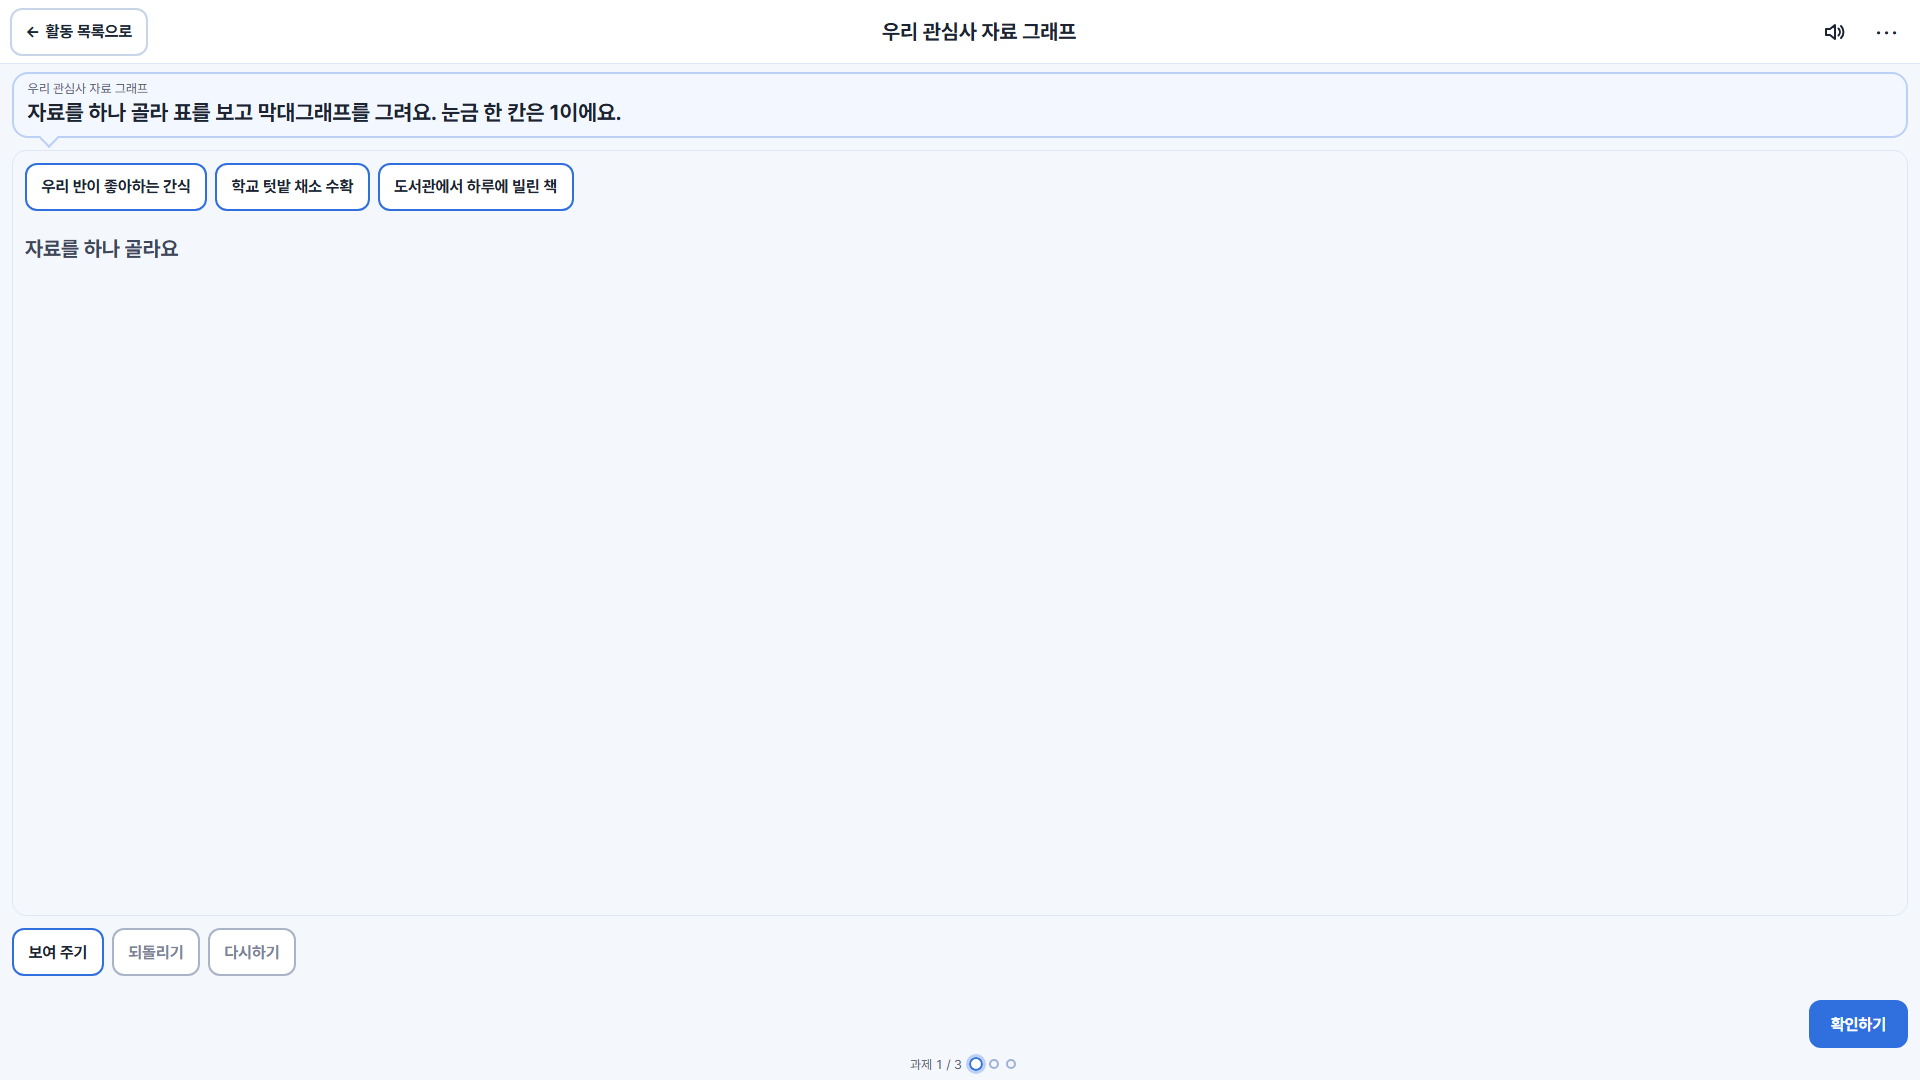 ← 활동 목록으로
우리 관심사 자료 그래프
우리 관심사 자료 그래프
자료를 하나 골라 표를 보고 막대그래프를 그려요. 눈금 한 칸은 1이에요.
우리 반이 좋아하는 간식
학교 텃밭 채소 수확
도서관에서 하루에 빌린 책
자료를 하나 골라요
보여 주기
되돌리기
다시하기
확인하기
과제 1 / 3